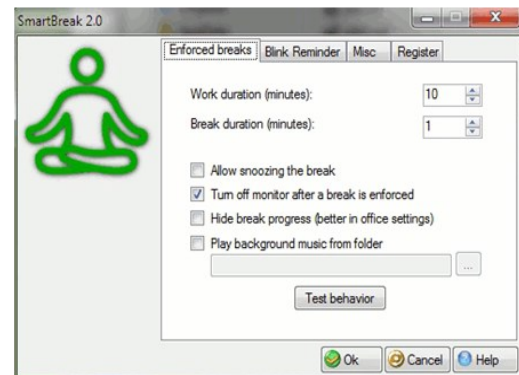 SmartBreak 2.0
Enforced breaks Blink Reminder Misc Register
Work duration (minutes): 10
Break duration (minutes): 1
Allow snoozing the break
Turn off monitor after a break is enforced
Hide break progress (better in office settings)
Play background music from folder
...
Test behavior
Ok Cancel Help